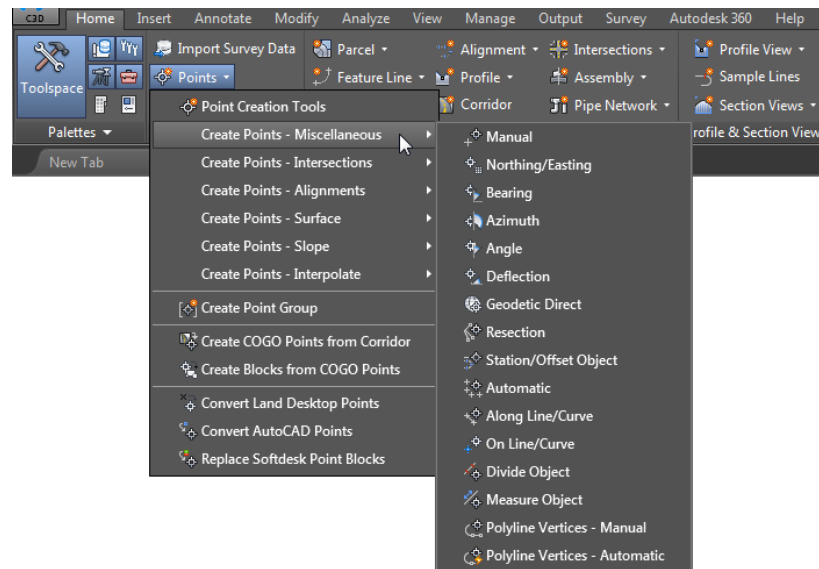 C3D Home Insert Annotate Modify Analyze View Manage Output Survey Autodesk 360 Help
Import Survey Data Parcel Alignment Intersections Profile View
Toolspace Points Feature Line Profile Assembly Sample Lines
Corridor Pipe Network Section Views
Palettes rofile & Section View
New Tab
Point Creation Tools
Create Points - Miscellaneous
Create Points - Intersections
Create Points - Alignments
Create Points - Surface
Create Points - Slope
Create Points - Interpolate
Create Point Group
Create COGO Points from Corridor
Create Blocks from COGO Points
Convert Land Desktop Points
Convert AutoCAD Points
Replace Softdesk Point Blocks
Manual
Northing/Easting
Bearing
Azimuth
Angle
Deflection
Geodetic Direct
Resection
Station/Offset Object
Automatic
Along Line/Curve
On Line/Curve
Divide Object
Measure Object
Polyline Vertices - Manual
Polyline Vertices - Automatic